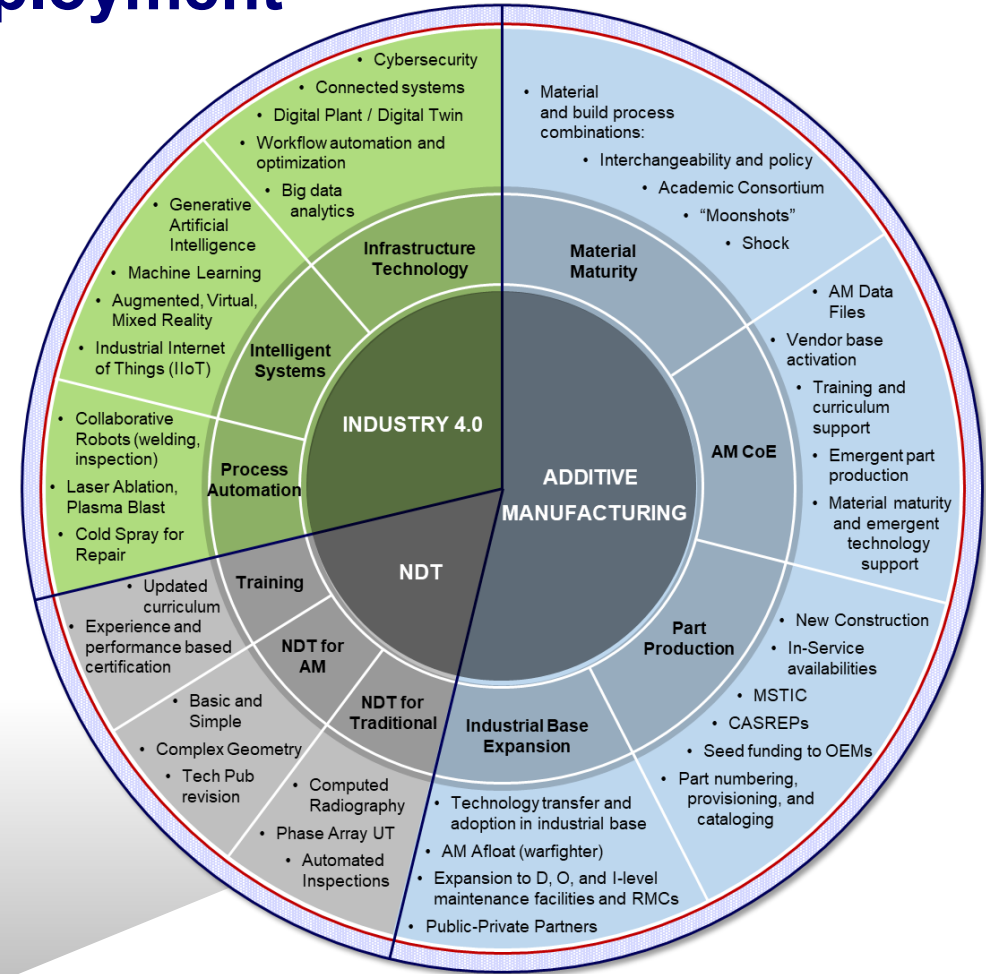 ployment
• Cybersecurity
• Connected systems
• Digital Plant / Digital Twin
• Workflow automation and
optimization
• Big data
analytics
Infrastructure
Technology
• Generative
Artificial
Intelligence
• Machine Learning
• Augmented, Virtual,
Mixed Reality
• Industrial Internet
of Things (IIoT)
Intelligent
Systems
• Collaborative
Robots (welding,
inspection)
• Laser Ablation,
Plasma Blast
• Cold Spray for
Repair
Process
Automation
INDUSTRY 4.0
• Material
and build process
combinations:
• Interchangeability and policy
• Academic Consortium
• “Moonshots”
• Shock
Material
Maturity
• AM Data
Files
• Vendor base
activation
• Training and
curriculum
support
• Emergent part
production
• Material maturity
and emergent
technology
support
AM CoE
ADDITIVE
MANUFACTURING
• New Construction
• In-Service
availabilities
• MSTIC
• CASREPs
• Seed funding to OEMs
• Part numbering,
provisioning, and
cataloging
Part
Production
Industrial Base
Expansion
• Technology transfer and
adoption in industrial base
• AM Afloat (warfighter)
• Expansion to D, O, and I-level
maintenance facilities and RMCs
• Public-Private Partners
NDT
Training
• Updated
curriculum
• Experience and
performance based
certification
NDT for
AM
• Basic and
Simple
• Complex Geometry
• Tech Pub
revision
NDT for
Traditional
• Computed
Radiography
• Phase Array UT
• Automated
Inspections